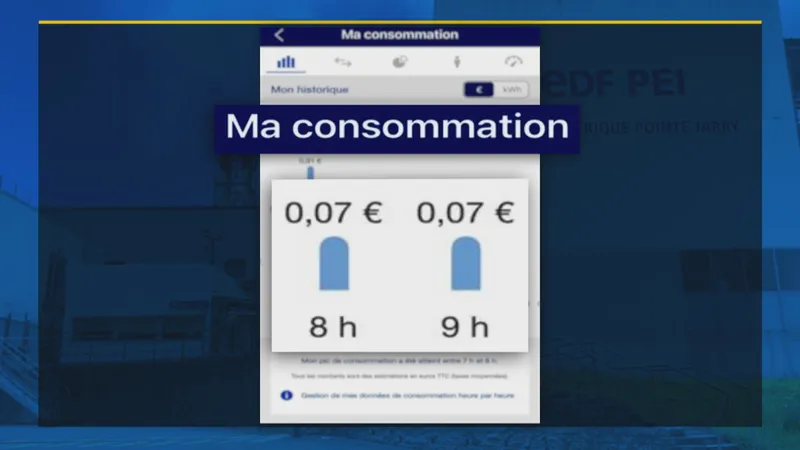 Ma consommation
Mon historique
€ kWh
EDF PEI
Ma consommation
0,07 € 0,07 €
8 h 9 h
Mon pic de consommation a été atteint entre 7 h et 8 h.
Tous les montants sont des estimations en euros TTC (taxes moyennées).
Gestion de mes données de consommation heure par heure